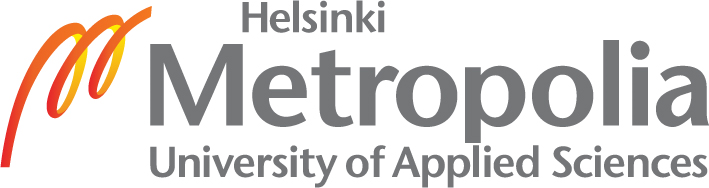 Helsinki
Metropolia
University of Applied Sciences